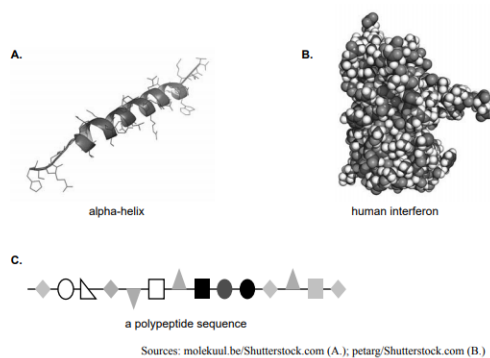 A.
B.
alpha-helix
human interferon
C.
a polypeptide sequence
Sources: molekuul.be/Shutterstock.com (A.); petarg/Shutterstock.com (B.)